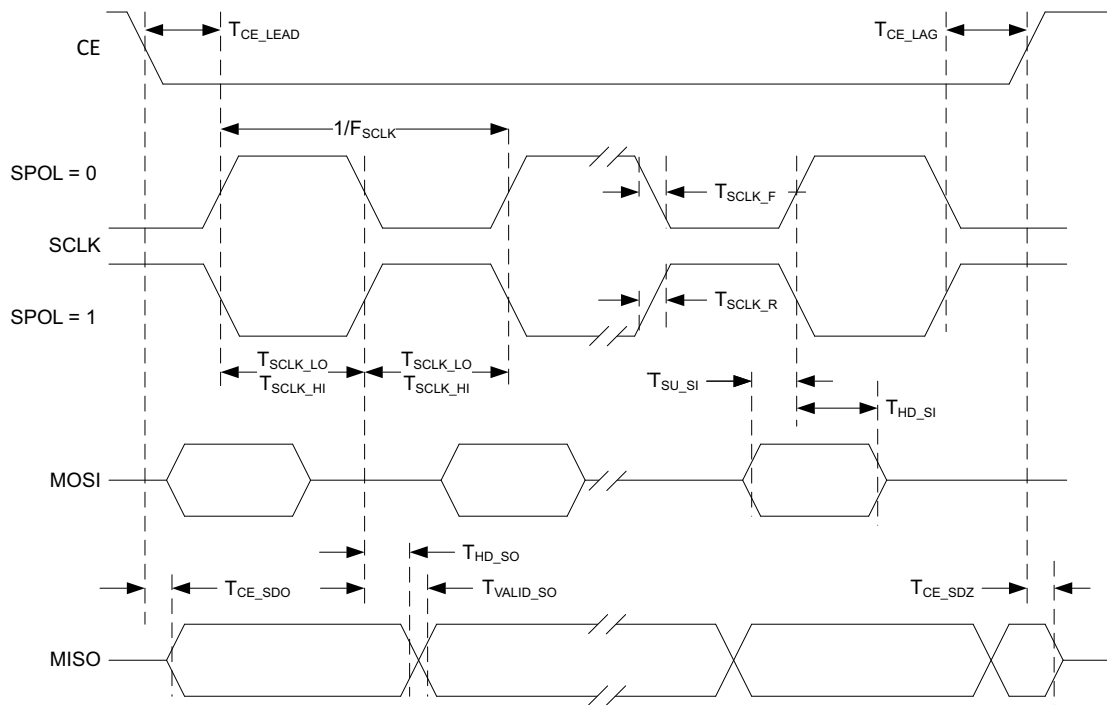 CE
T_CE_LEAD
T_CE_LAG
1/F_SCLK
SPOL = 0
T_SCLK_F
SCLK
SPOL = 1
T_SCLK_R
T_SCLK_LO
T_SCLK_HI
T_SCLK_LO
T_SCLK_HI
T_SU_SI
T_HD_SI
MOSI
T_HD_SO
T_CE_SDO
T_VALID_SO
T_CE_SDZ
MISO